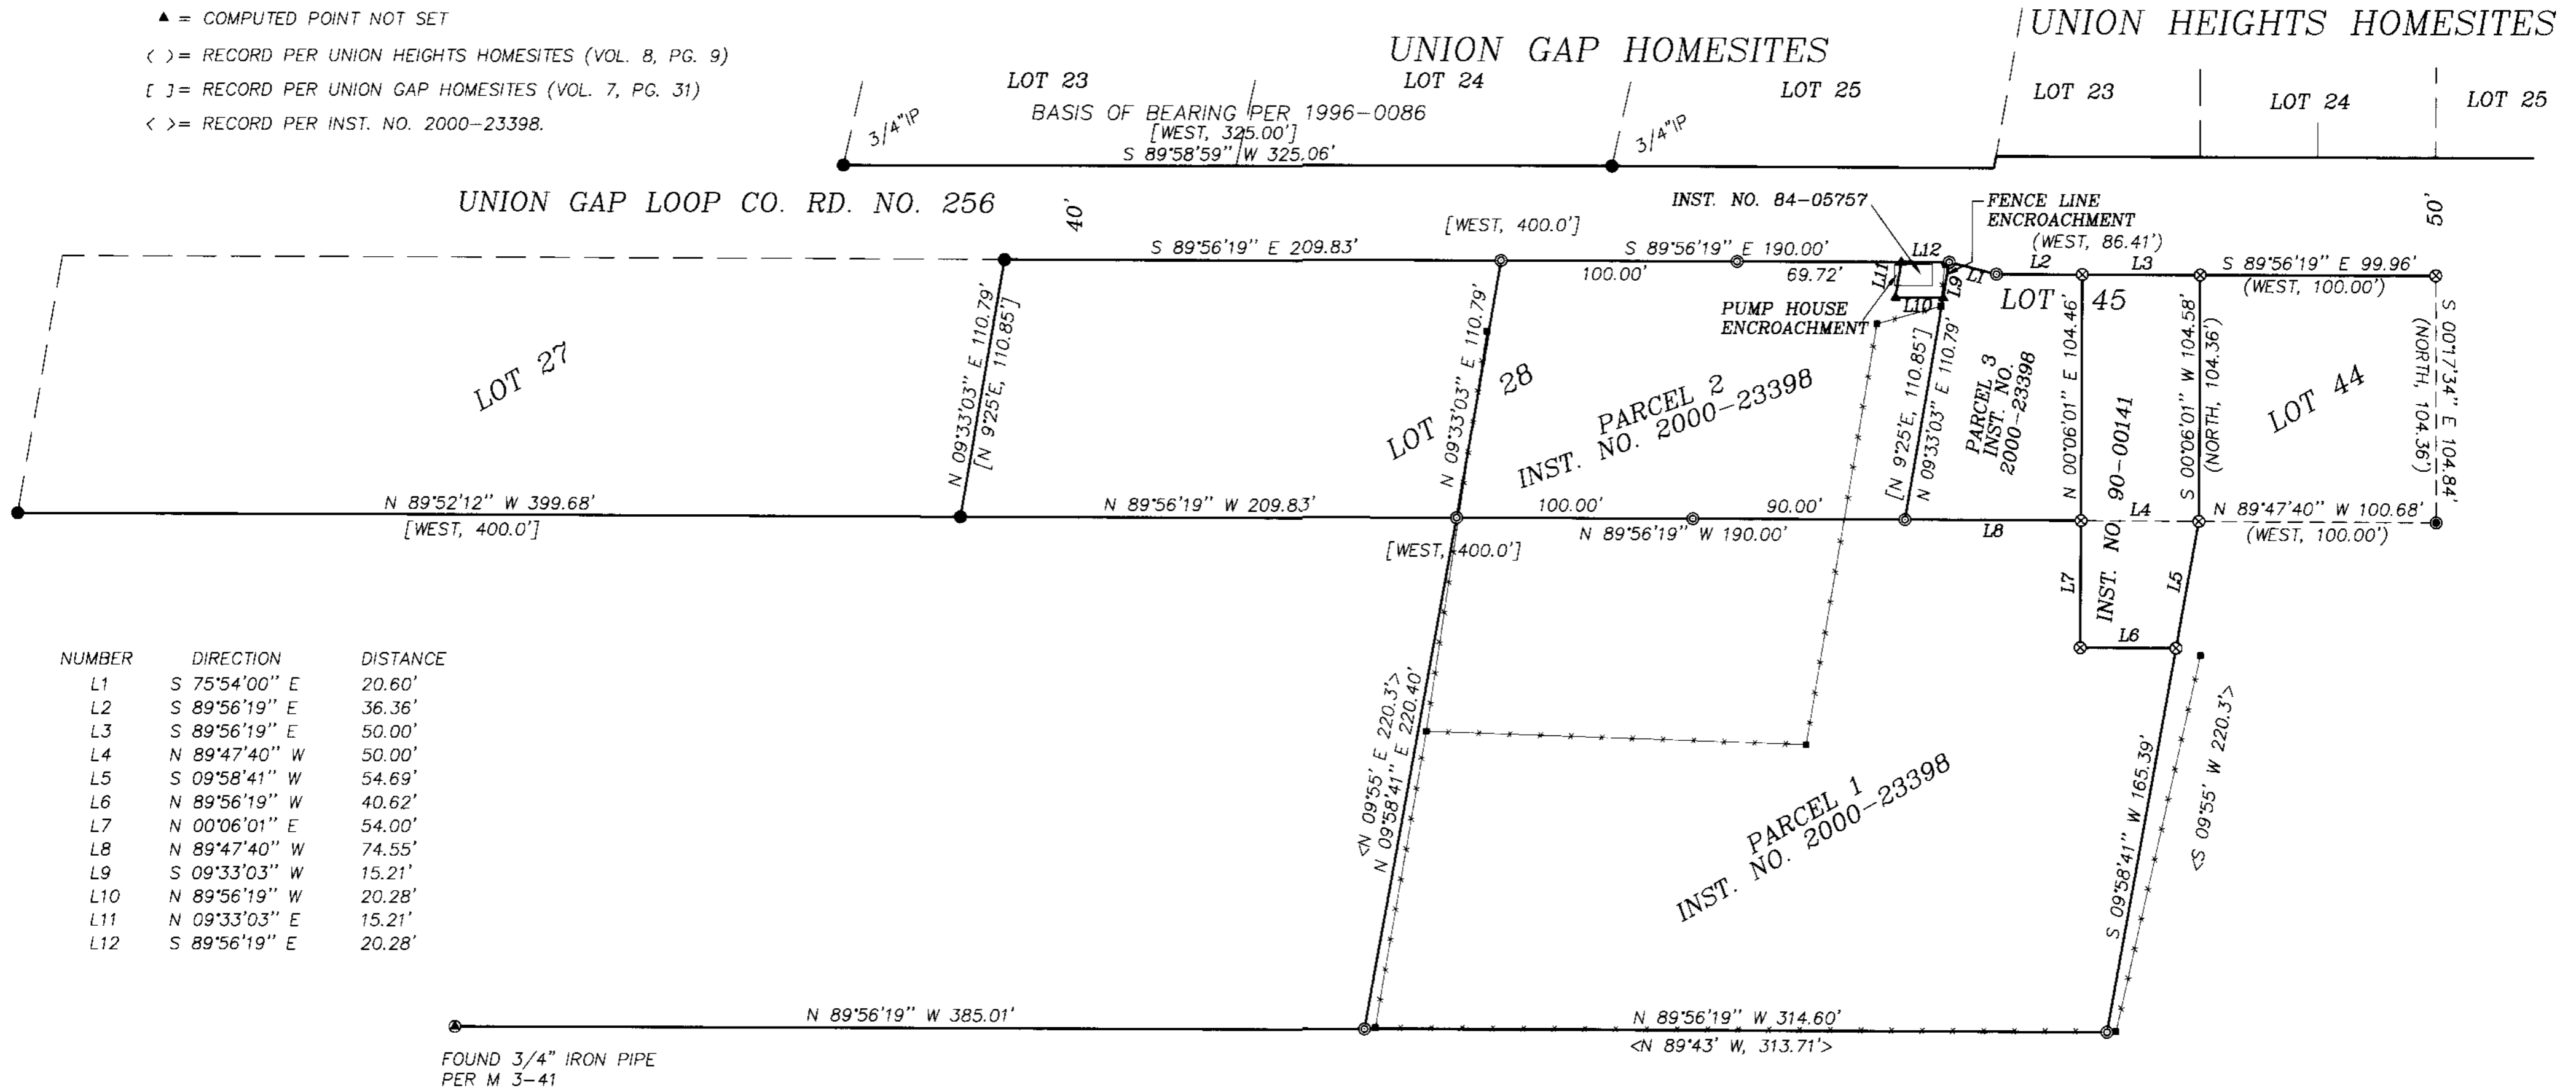 ▲ = COMPUTED POINT NOT SET
( )= RECORD PER UNION HEIGHTS HOMESITES (VOL. 8, PG. 9)
[ ]= RECORD PER UNION GAP HOMESITES (VOL. 7, PG. 31)
< >= RECORD PER INST. NO. 2000-23398.
UNION GAP HOMESITES
UNION HEIGHTS HOMESITES
LOT 23
LOT 24
LOT 25
LOT 23
LOT 24
LOT 25
BASIS OF BEARING PER 1996-0086
[WEST, 325.00']
S 89°58'59" W 325.06'
3/4"IP
3/4"IP
UNION GAP LOOP CO. RD. NO. 256
40'
50'
INST. NO. 84-05757
FENCE LINE
ENCROACHMENT
[WEST, 400.0']
(WEST, 86.41')
S 89°56'19" E 209.83'
S 89°56'19" E 190.00'
100.00'
69.72'
L12
L11
L9
L10
L1
L2
L3
S 89°56'19" E 99.96'
(WEST, 100.00')
PUMP HOUSE
ENCROACHMENT
LOT 45
LOT 27
N 09°33'03" E 110.79'
[N 9°25'E, 110.85']
LOT 28
N 09°33'03" E 110.79'
PARCEL 2
INST. NO. 2000-23398
[N 9°25'E, 110.85']
N 09°33'03" E 110.79'
PARCEL 3
INST. NO.
2000-23398
N 00°06'01" E 104.46'
INST. NO 90-00141
S 00°06'01" W 104.58'
(NORTH, 104.36')
LOT 44
(NORTH, 104.36')
S 00°17'34" E 104.84'
N 89°52'12" W 399.68'
[WEST, 400.0']
N 89°56'19" W 209.83'
100.00'
90.00'
N 89°56'19" W 190.00'
[WEST, 400.0']
L8
L4
N 89°47'40" W 100.68'
(WEST, 100.00')
L7
L5
L6
NUMBER DIRECTION DISTANCE
L1 S 75°54'00" E 20.60'
L2 S 89°56'19" E 36.36'
L3 S 89°56'19" E 50.00'
L4 N 89°47'40" W 50.00'
L5 S 09°58'41" W 54.69'
L6 N 89°56'19" W 40.62'
L7 N 00°06'01" E 54.00'
L8 N 89°47'40" W 74.55'
L9 S 09°33'03" W 15.21'
L10 N 89°56'19" W 20.28'
L11 N 09°33'03" E 15.21'
L12 S 89°56'19" E 20.28'
<N 09°55' E 220.3'>
N 09°58'41" E 220.40'
PARCEL 1
INST. NO. 2000-23398
S 09°58'41" W 165.39'
<S 09°55' W 220.3'>
N 89°56'19" W 385.01'
N 89°56'19" W 314.60'
<N 89°43' W, 313.71'>
FOUND 3/4" IRON PIPE
PER M 3-41